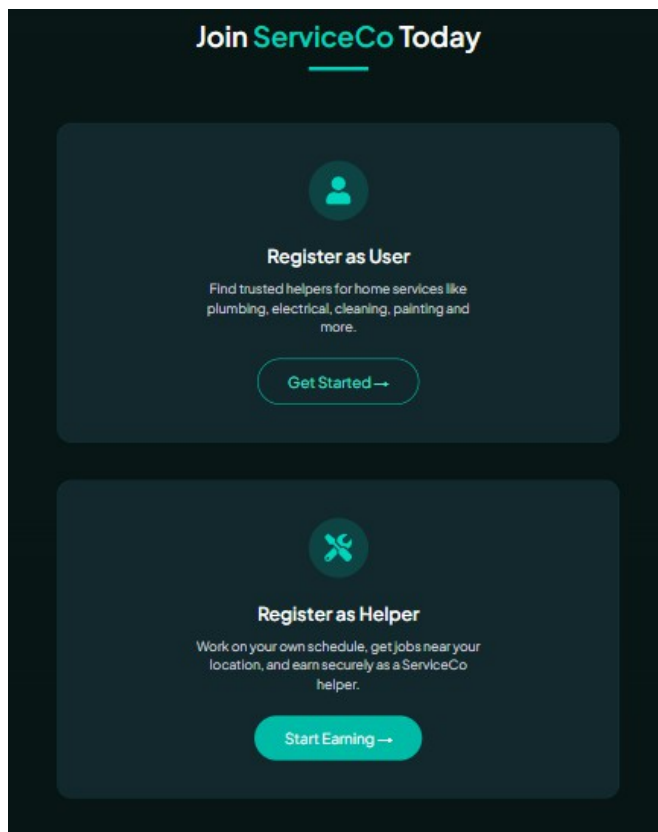 Join ServiceCo Today
Register as User
Find trusted helpers for home services like
plumbing, electrical, cleaning, painting and
more.
Get Started →
Register as Helper
Work on your own schedule, get jobs near your
location, and earn securely as a ServiceCo
helper.
Start Earning →